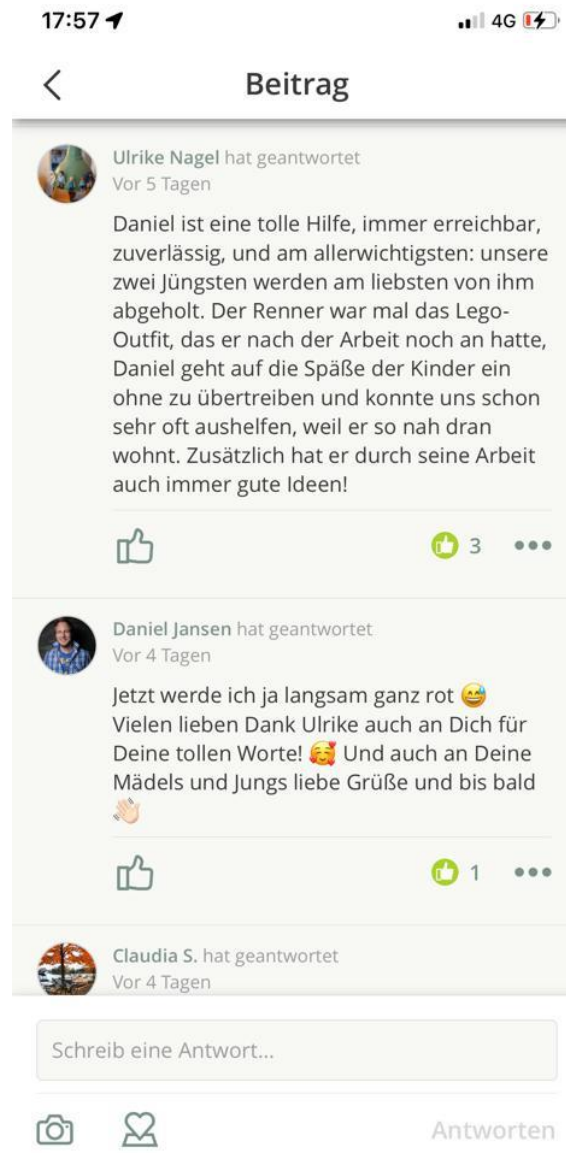 17:57 4G
Beitrag
Ulrike Nagel hat geantwortet
Vor 5 Tagen
Daniel ist eine tolle Hilfe, immer erreichbar,
zuverlässig, und am allerwichtigsten: unsere
zwei Jüngsten werden am liebsten von ihm
abgeholt. Der Renner war mal das Lego-
Outfit, das er nach der Arbeit noch an hatte,
Daniel geht auf die Späße der Kinder ein
ohne zu übertreiben und konnte uns schon
sehr oft aushelfen, weil er so nah dran
wohnt. Zusätzlich hat er durch seine Arbeit
auch immer gute Ideen!
3
Daniel Jansen hat geantwortet
Vor 4 Tagen
Jetzt werde ich ja langsam ganz rot 😅
Vielen lieben Dank Ulrike auch an Dich für
Deine tollen Worte! 🥰 Und auch an Deine
Mädels und Jungs liebe Grüße und bis bald
👋🏻
1
Claudia S. hat geantwortet
Vor 4 Tagen
Schreib eine Antwort...
Antworten